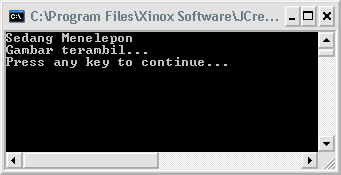 C:\Program Files\Xinox Software\JCre...
Sedang Menelepon
Gambar terambil...
Press any key to continue...